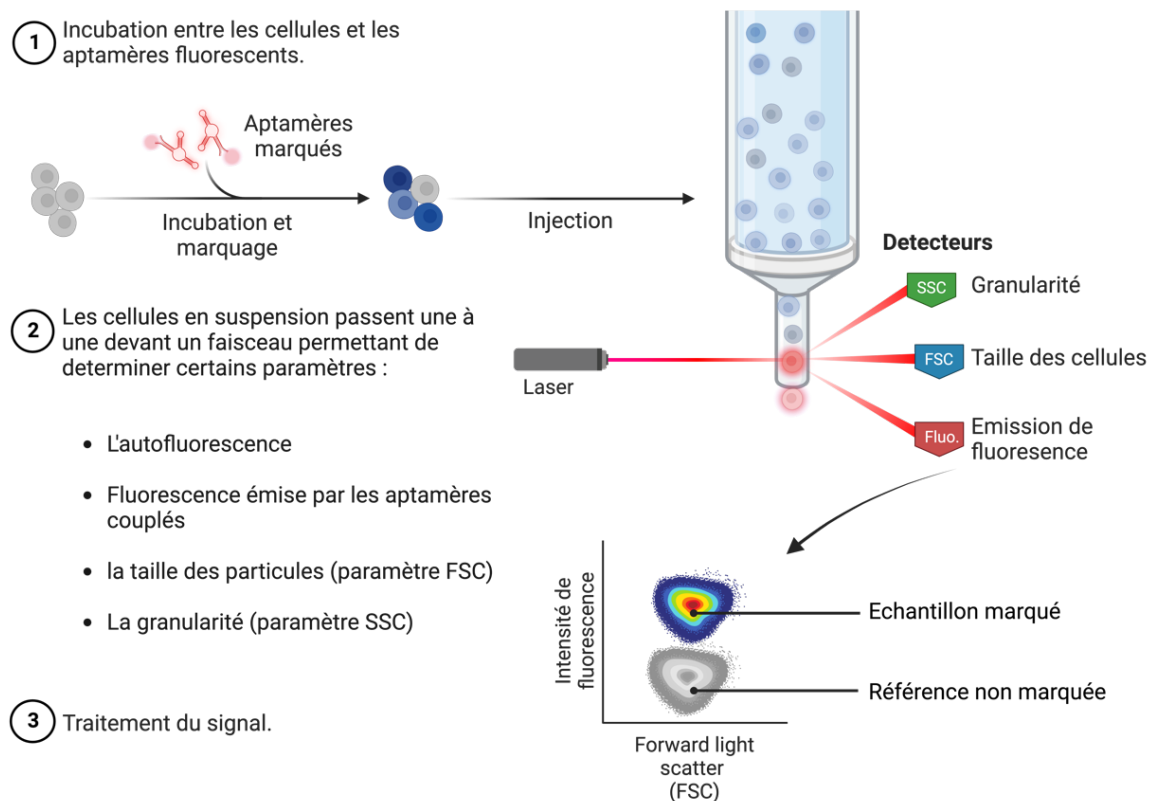 1
Incubation entre les cellules et les
aptamères fluorescents.
Aptamères
marqués
Incubation et
marquage
Injection
Detecteurs
SSC
Granularité
FSC
Taille des cellules
Fluo.
Emission de
fluoresence
Laser
2
Les cellules en suspension passent une à
une devant un faisceau permettant de
determiner certains paramètres :
• L'autofluorescence
• Fluorescence émise par les aptamères
couplés
• la taille des particules (paramètre FSC)
• La granularité (paramètre SSC)
3
Traitement du signal.
Intensité de
fluorescence
Echantillon marqué
Référence non marquée
Forward light
scatter
(FSC)